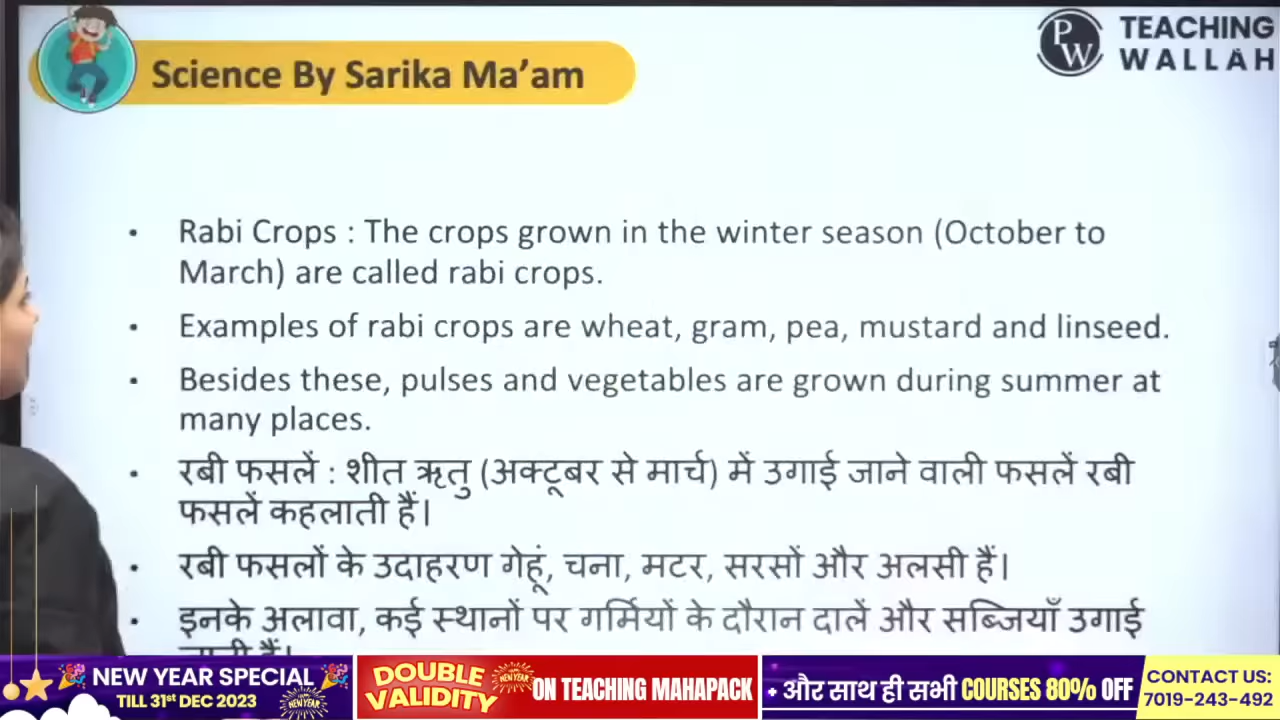 Science By Sarika Ma’am
PW
TEACHING
WALLAH
• Rabi Crops : The crops grown in the winter season (October to
March) are called rabi crops.
• Examples of rabi crops are wheat, gram, pea, mustard and linseed.
• Besides these, pulses and vegetables are grown during summer at
many places.
• रबी फसलें : शीत ऋतु (अक्टूबर से मार्च) में उगाई जाने वाली फसलें रबी
फसलें कहलाती हैं।
• रबी फसलों के उदाहरण गेहूं, चना, मटर, सरसों और अलसी हैं।
• इनके अलावा, कई स्थानों पर गर्मियों के दौरान दालें और सब्जियाँ उगाई
NEW YEAR SPECIAL
TILL 31st DEC 2023
NEW YEAR
DOUBLE
VALIDITY
NEW YEAR
ON TEACHING MAHAPACK
+ और साथ ही सभी COURSES 80% OFF
CONTACT US:
7019-243-492